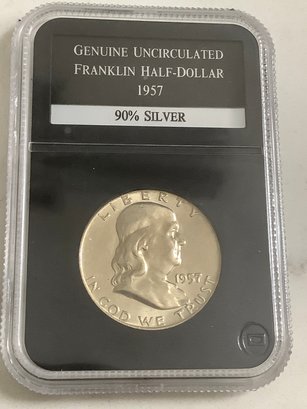 GENUINE UNCIRCULATED
FRANKLIN HALF-DOLLAR
1957
90% SILVER
LIBERTY
1957
IN GOD WE TRUST